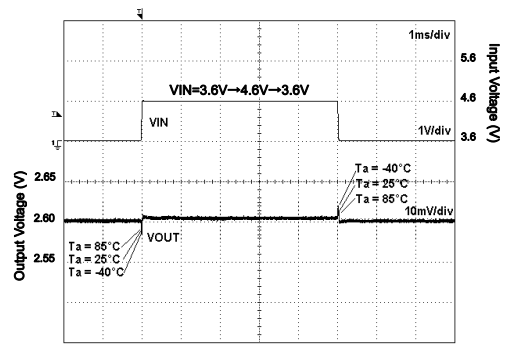 T
1ms/div
5.6
Input Voltage (V)
VIN=3.6V→4.6V→3.6V
4.6
T
VIN
1V/div
3.6
1
2.65
Ta = -40°C
Ta = 25°C
Ta = 85°C
Output Voltage (V)
10mV/div
2.60
VOUT
Ta = 85°C
Ta = 25°C
Ta = -40°C
2.55